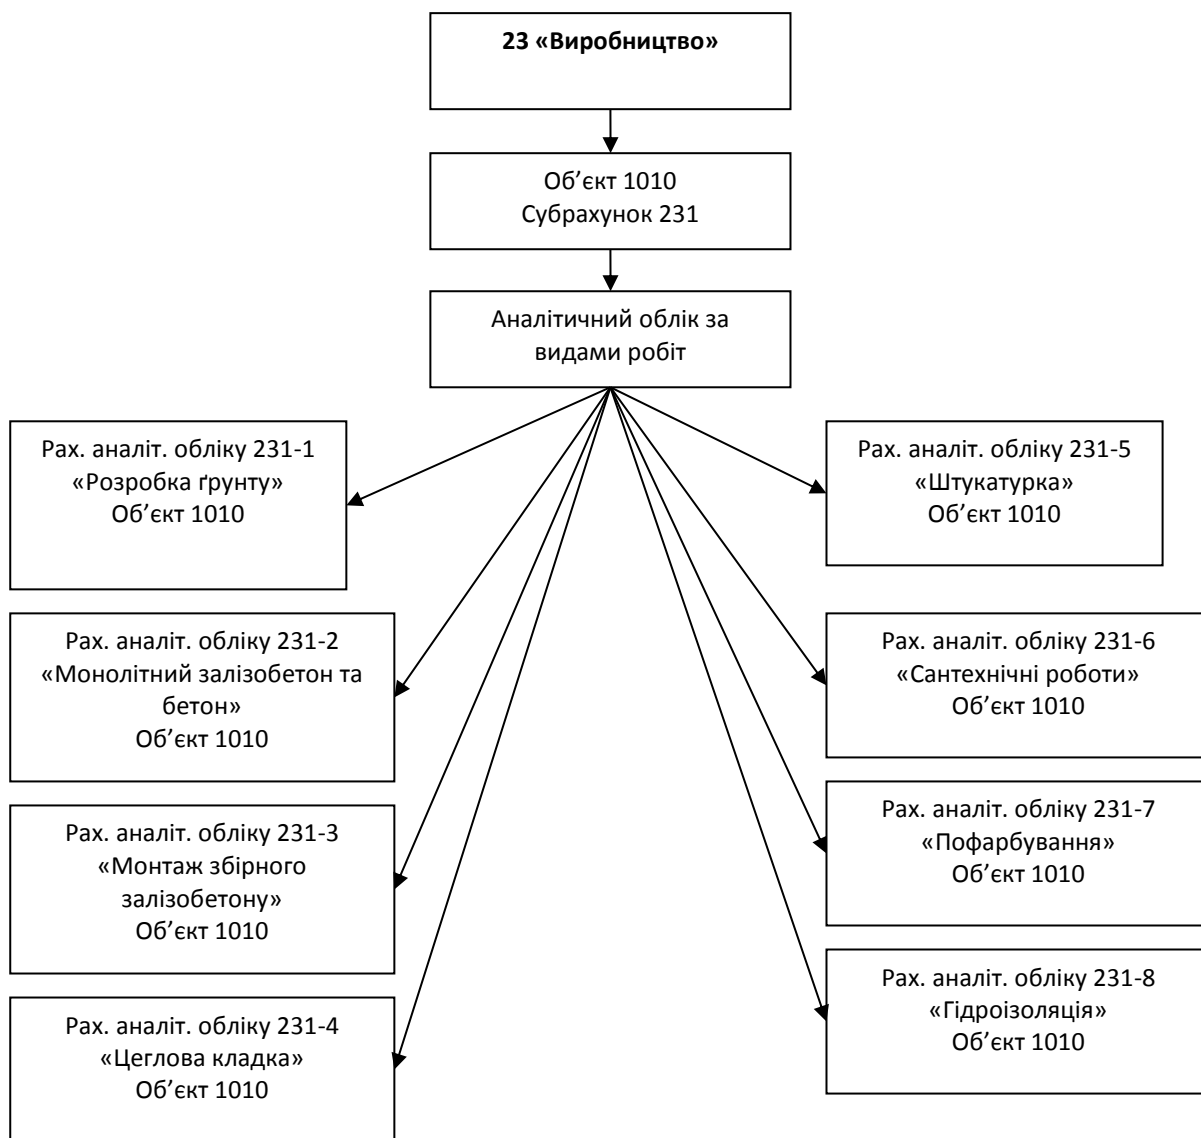 23 «Виробництво»
Об’єкт 1010
Субрахунок 231
Аналітичний облік за
видами робіт
Рах. аналіт. обліку 231-1
«Розробка ґрунту»
Об’єкт 1010
Рах. аналіт. обліку 231-2
«Монолітний залізобетон та
бетон»
Об’єкт 1010
Рах. аналіт. обліку 231-3
«Монтаж збірного
залізобетону»
Об’єкт 1010
Рах. аналіт. обліку 231-4
«Цеглова кладка»
Об’єкт 1010
Рах. аналіт. обліку 231-5
«Штукатурка»
Об’єкт 1010
Рах. аналіт. обліку 231-6
«Сантехнічні роботи»
Об’єкт 1010
Рах. аналіт. обліку 231-7
«Пофарбування»
Об’єкт 1010
Рах. аналіт. обліку 231-8
«Гідроізоляція»
Об’єкт 1010